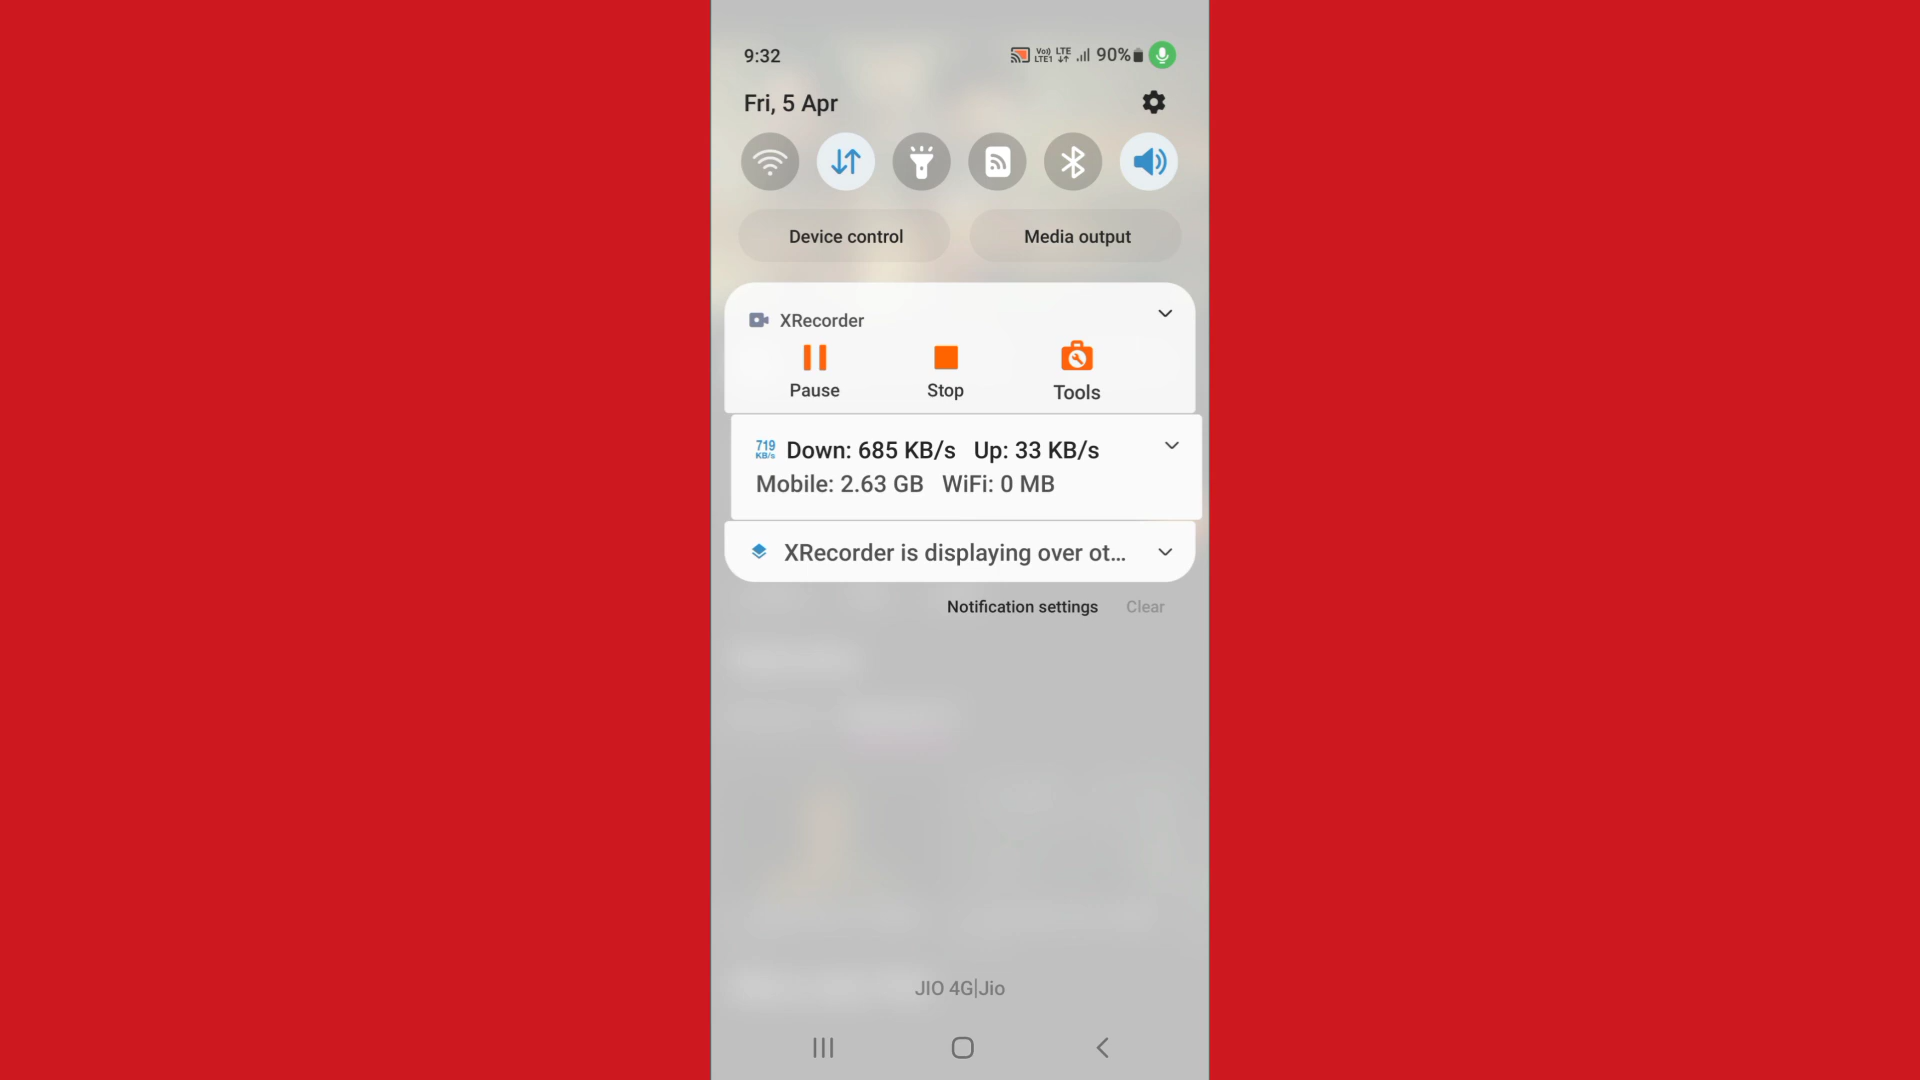 9:32
Vo) LTE1 LTE 90%
Fri, 5 Apr
Device control Media output
XRecorder
Pause Stop Tools
719 KB/s Down: 685 KB/s Up: 33 KB/s
Mobile: 2.63 GB WiFi: 0 MB
XRecorder is displaying over ot...
Notification settings Clear
JIO 4G|Jio